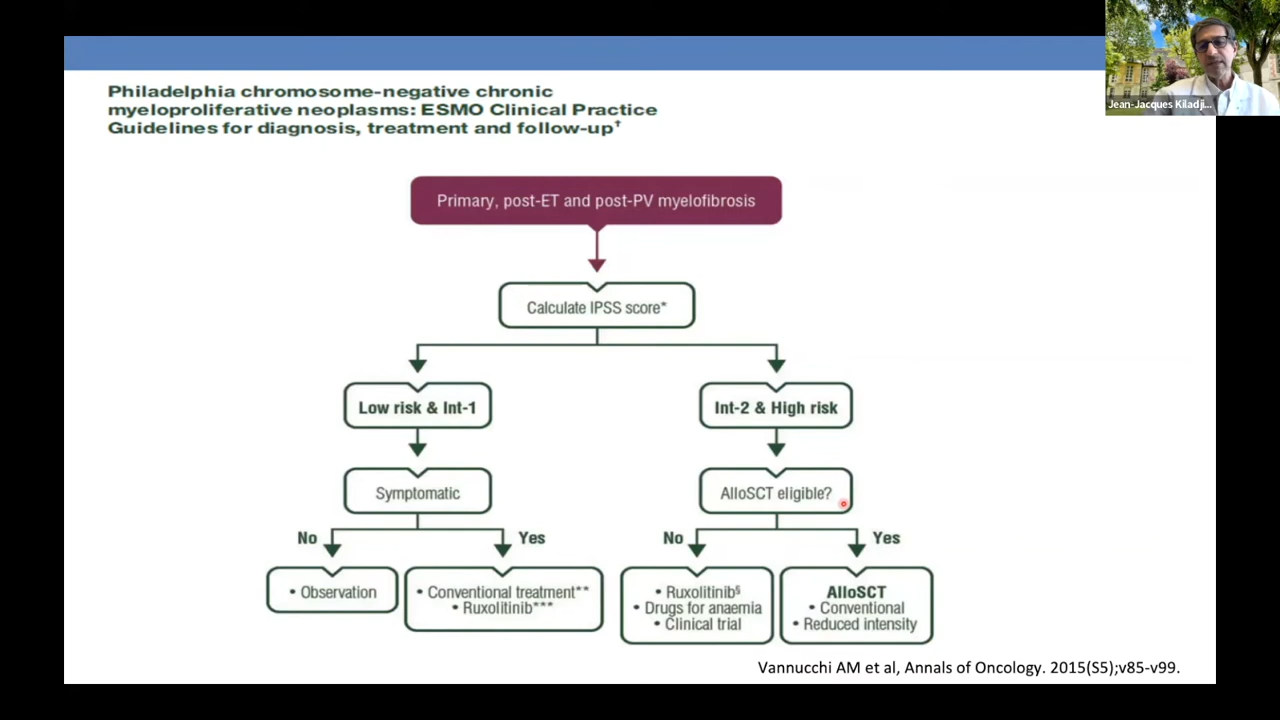 Jean-Jacques Kiladji...
Philadelphia chromosome-negative chronic
myeloproliferative neoplasms: ESMO Clinical Practice
Guidelines for diagnosis, treatment and follow-up†
Primary, post-ET and post-PV myelofibrosis
Calculate IPSS score*
Low risk & Int-1
Int-2 & High risk
Symptomatic
AlloSCT eligible?
No
Yes
No
Yes
• Observation
• Conventional treatment**
• Ruxolitinib***
• Ruxolitinib§
• Drugs for anaemia
• Clinical trial
AlloSCT
• Conventional
• Reduced intensity
Vannucchi AM et al, Annals of Oncology. 2015(S5);v85-v99.